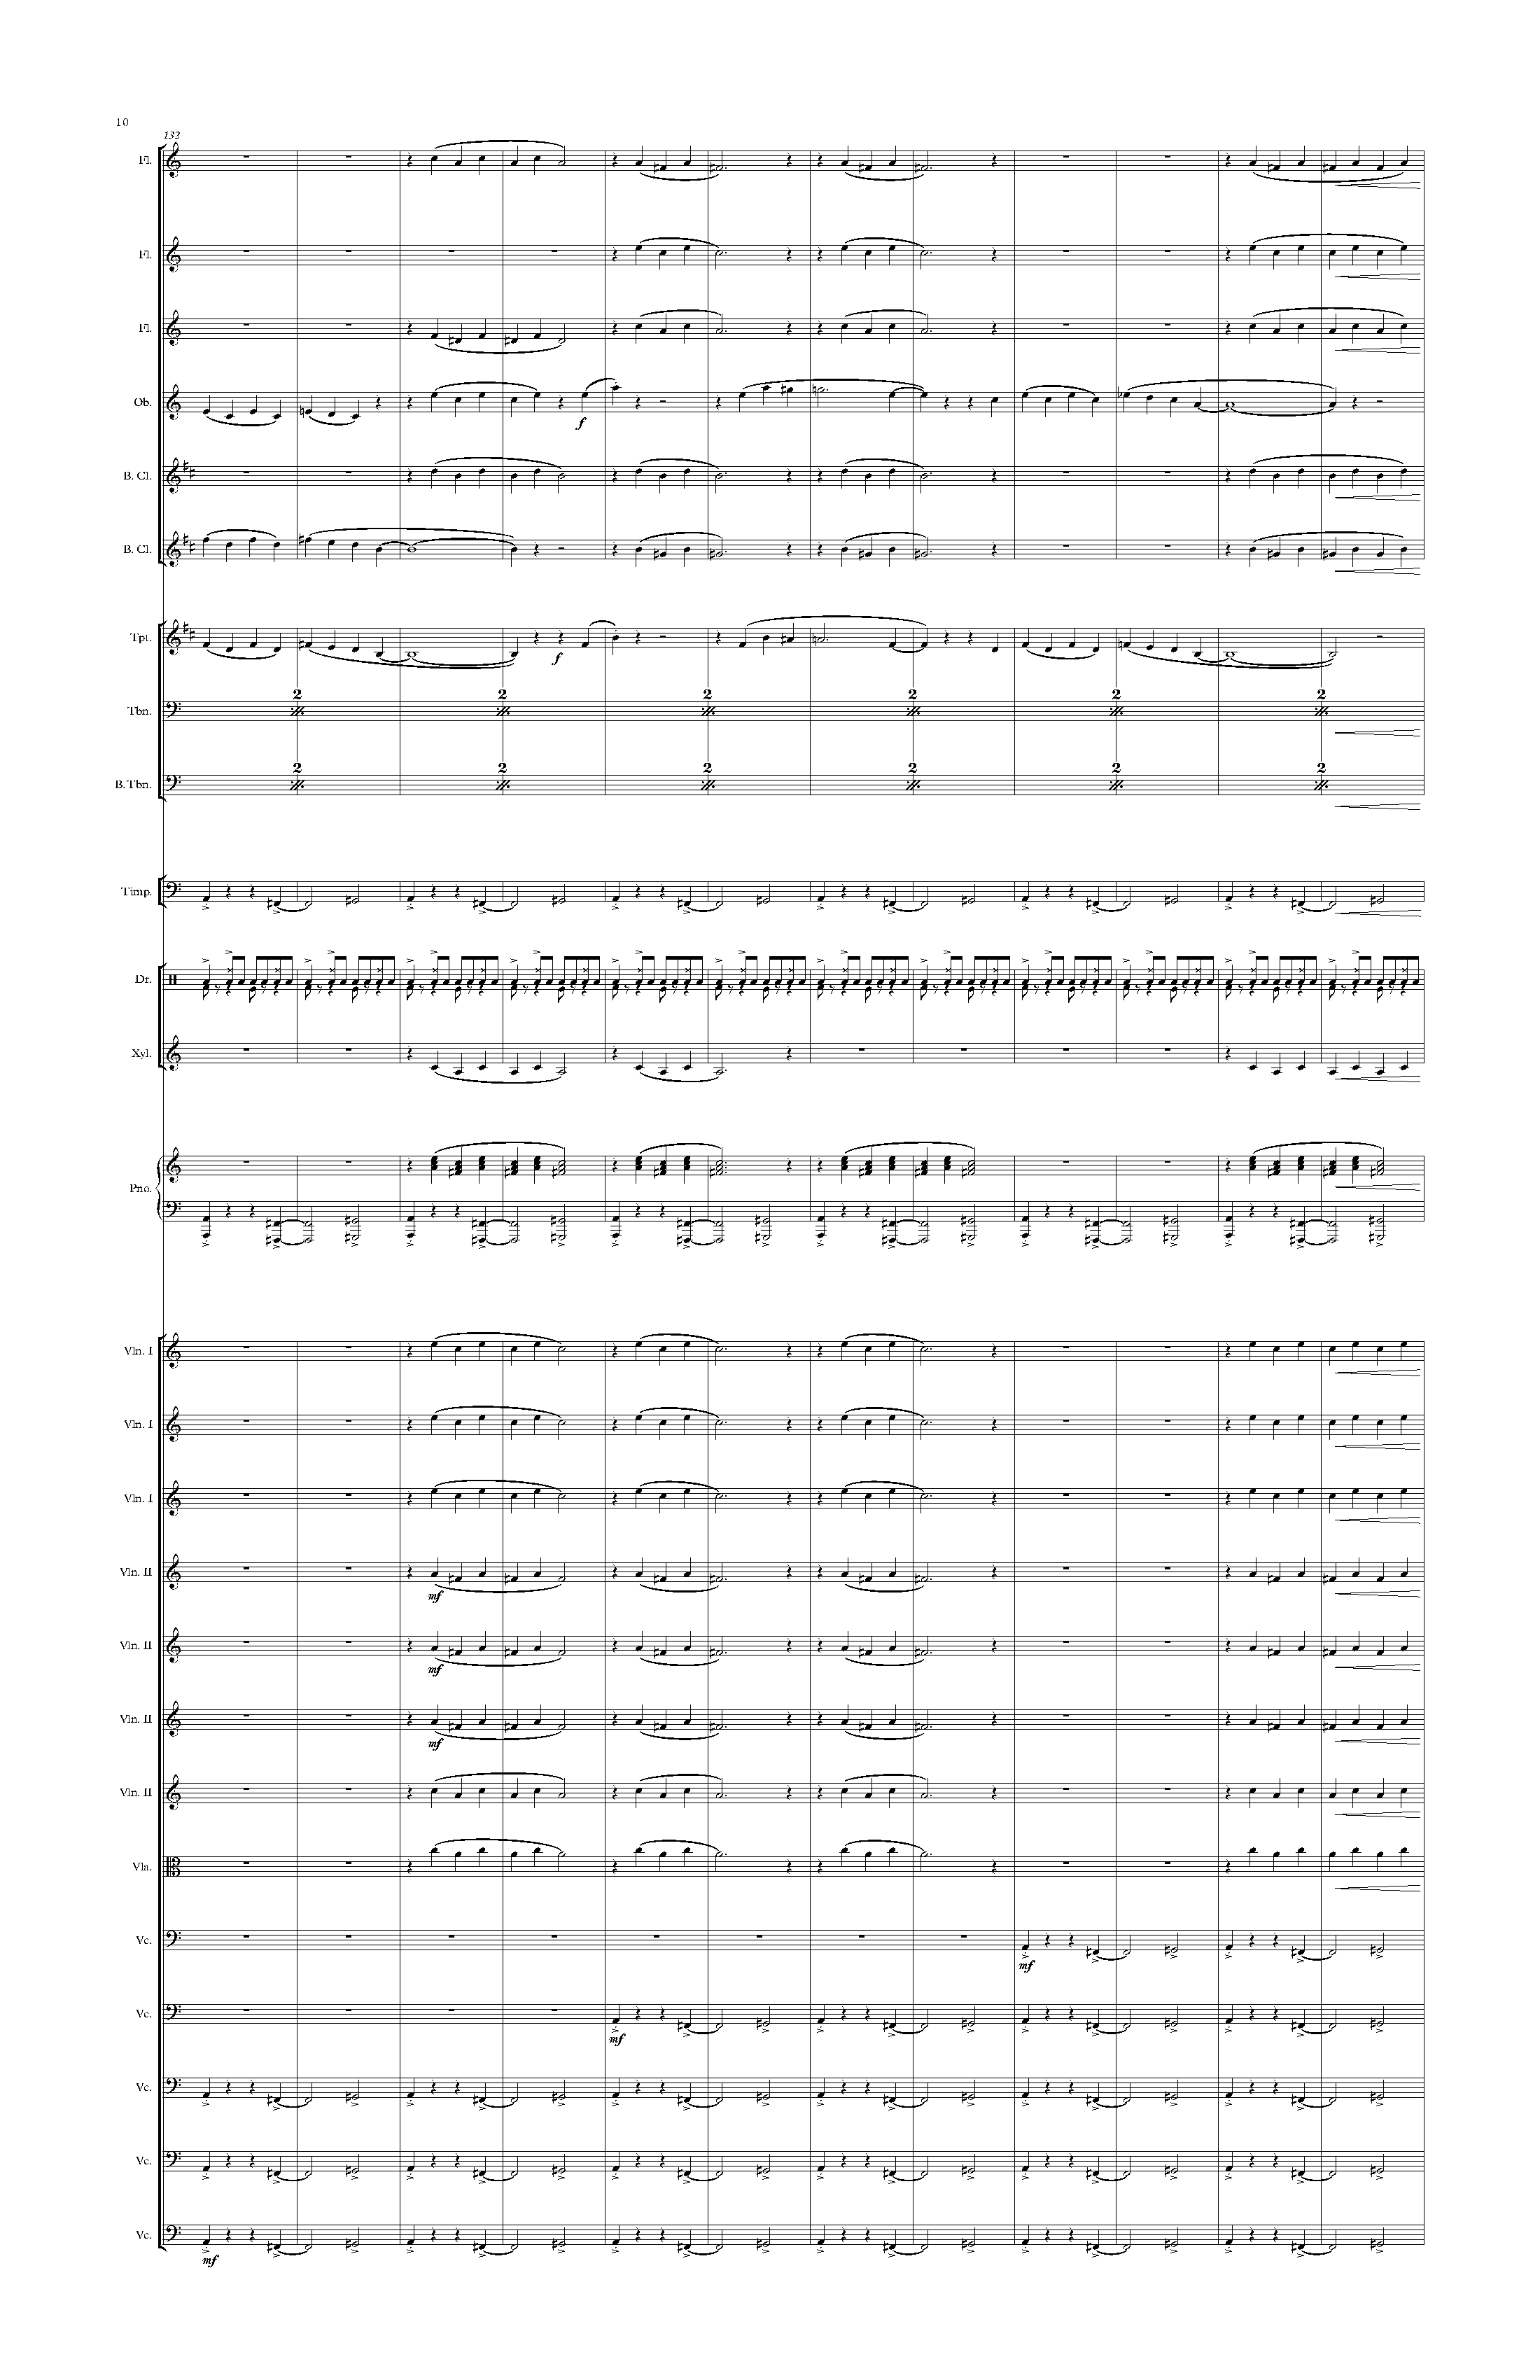 10
132
Fl.
Fl.
Fl.
Ob.
f
B. Cl.
B. Cl.
Tpt.
f
2 2 2 2 2 2
Tbn.
2 2 2 2 2 2
B. Tbn.
Timp.
Dr.
Xyl.
Pno.
Vln. I
Vln. I
Vln. I
Vln. II
mf
Vln. II
mf
Vln. II
mf
Vln. II
Vla.
Vc.
mf
Vc.
mf
Vc.
Vc.
Vc.
mf